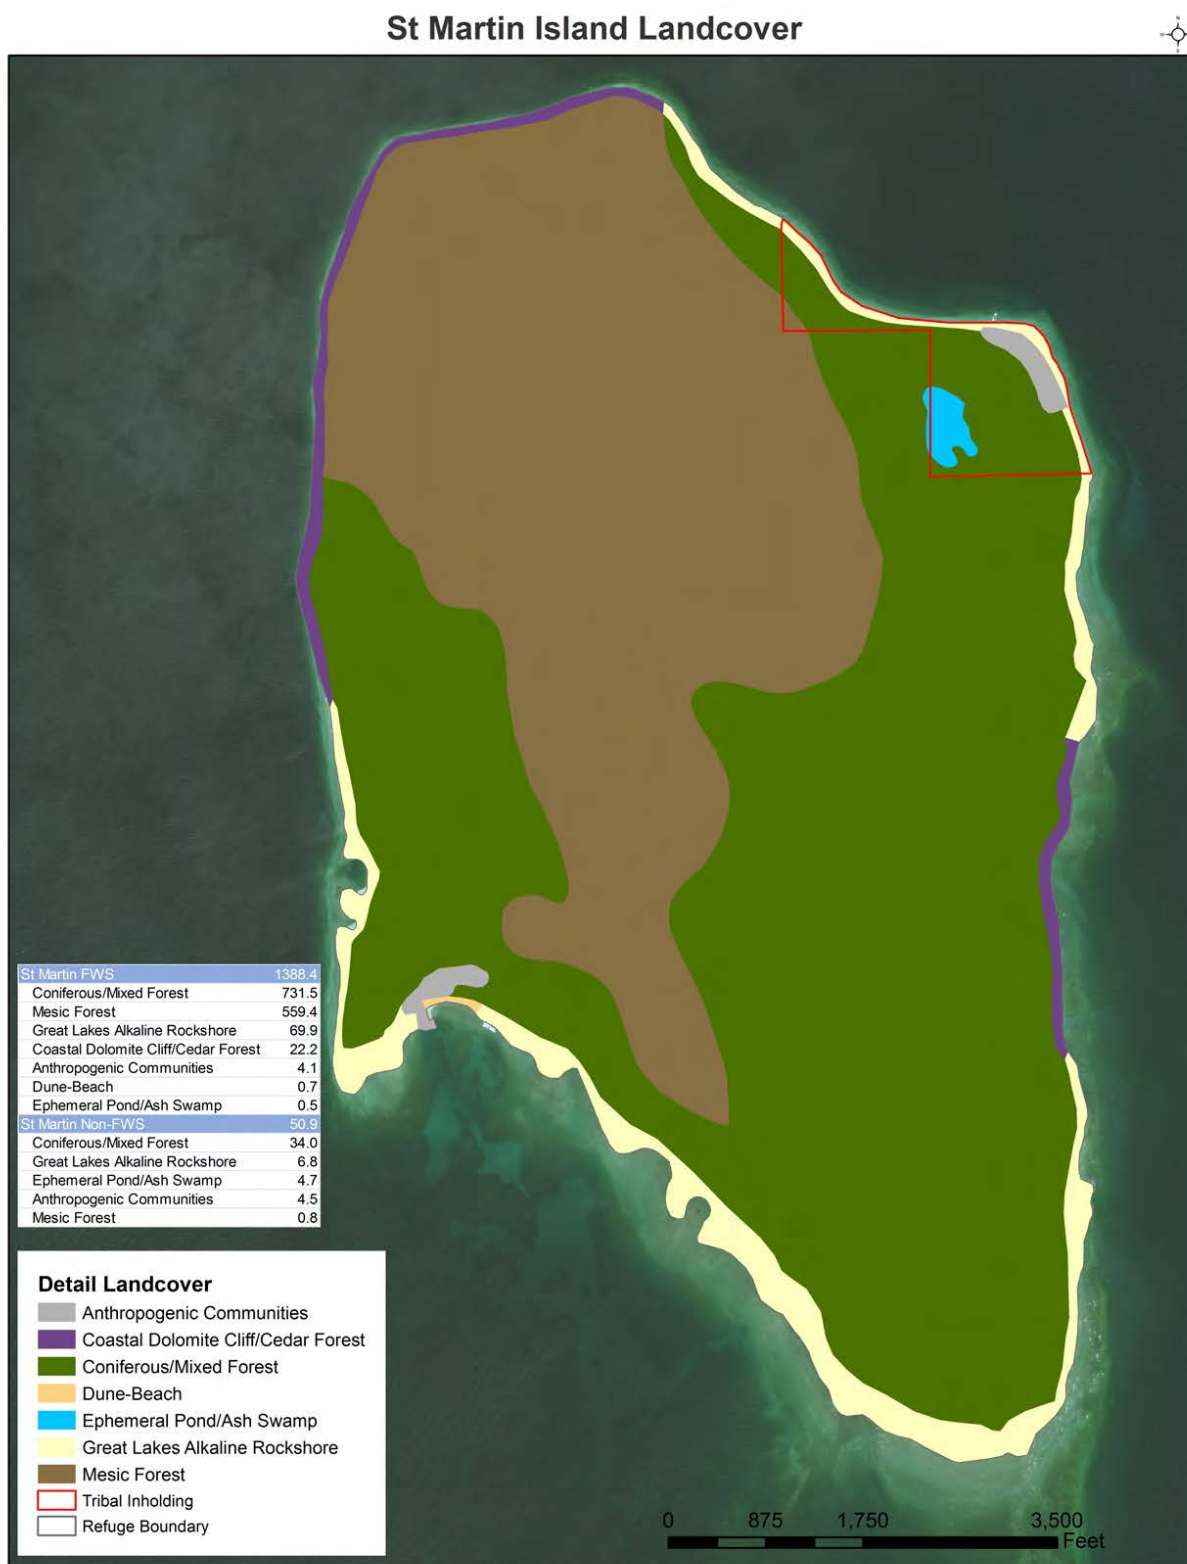 St Martin Island Landcover
N
W
St Martin FWS 1388.4
Coniferous/Mixed Forest 731.5
Mesic Forest 559.4
Great Lakes Alkaline Rockshore 69.9
Coastal Dolomite Cliff/Cedar Forest 22.2
Anthropogenic Communities 4.1
Dune-Beach 0.7
Ephemeral Pond/Ash Swamp 0.5
St Martin Non-FWS 50.9
Coniferous/Mixed Forest 34.0
Great Lakes Alkaline Rockshore 6.8
Ephemeral Pond/Ash Swamp 4.7
Anthropogenic Communities 4.5
Mesic Forest 0.8
Detail Landcover
Anthropogenic Communities
Coastal Dolomite Cliff/Cedar Forest
Coniferous/Mixed Forest
Dune-Beach
Ephemeral Pond/Ash Swamp
Great Lakes Alkaline Rockshore
Mesic Forest
Tribal Inholding
Refuge Boundary
0 875 1,750 3,500
Feet